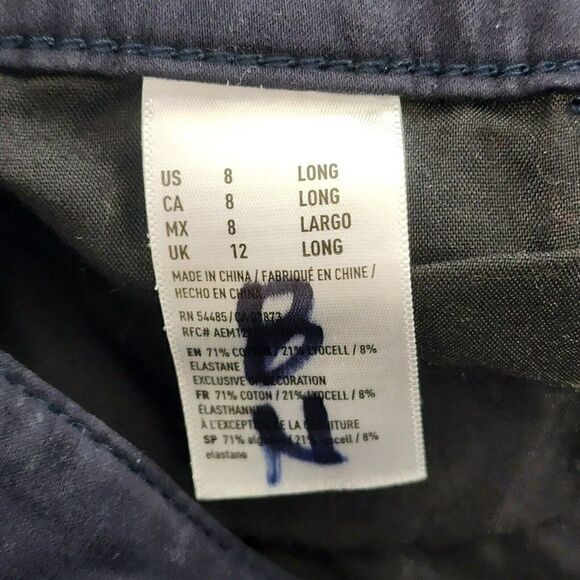 US 8 LONG
CA 8 LONG
MX 8 LARGO
UK 12 LONG
MADE IN CHINA / FABRIQUÉ EN CHINE /
HECHO EN CHINA
RN 54485 / CA
RFC#
EN 71% COTTON / 21% LYOCELL / 8%
ELASTANE
EXCLUSIVE OF DECORATION
FR 71% COTON / 21% LYOCELL / 8%
ÉLASTHANNE
À L'EXCEPTION DE LA GARNITURE
SP 71% algodón / 21% lyocell / 8%
elastano